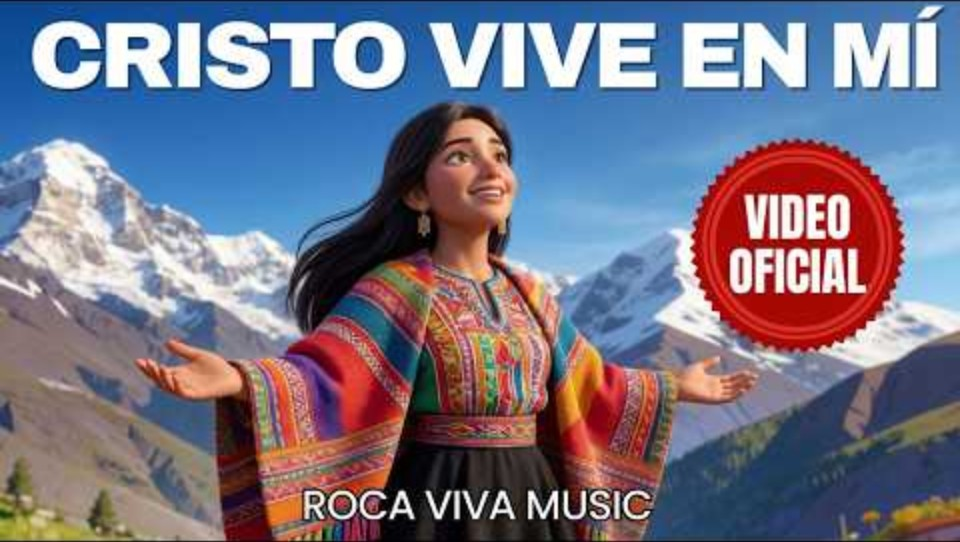 CRISTO VIVE EN MÍ
VIDEO
OFICIAL
ROCA VIVA MUSIC